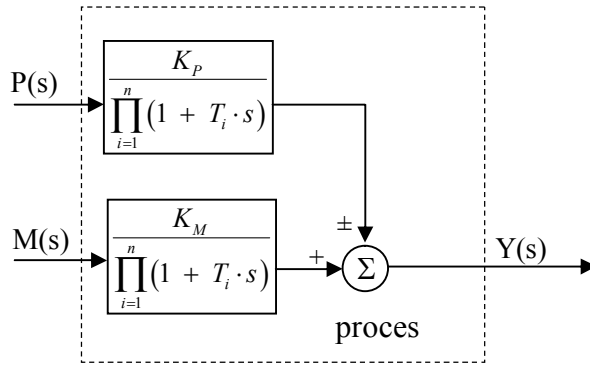 P(s)
K_P
∏_{i=1}^{n} (1 + T_i · s)
±
M(s)
K_M
∏_{i=1}^{n} (1 + T_i · s)
+
Σ
Y(s)
proces